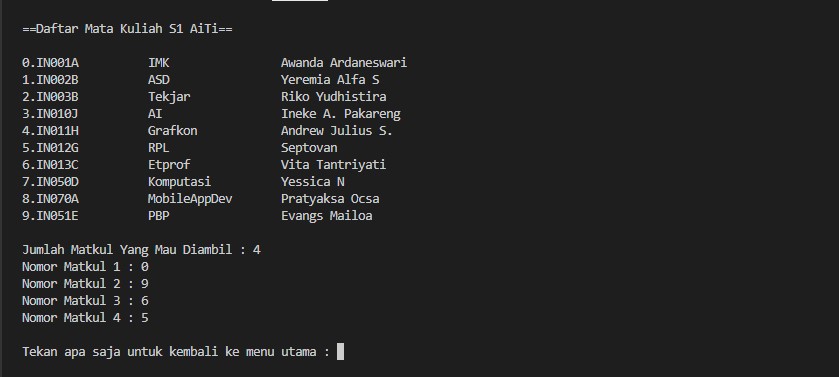 ==Daftar Mata Kuliah S1 AiTi==
0.IN001A IMK Awanda Ardaneswari
1.IN002B ASD Yeremia Alfa S
2.IN003B Tekjar Riko Yudhistira
3.IN010J AI Ineke A. Pakareng
4.IN011H Grafkon Andrew Julius S.
5.IN012G RPL Septovan
6.IN013C Etprof Vita Tantriyati
7.IN050D Komputasi Yessica N
8.IN070A MobileAppDev Pratyaksa Ocsa
9.IN051E PBP Evangs Mailoa
Jumlah Matkul Yang Mau Diambil : 4
Nomor Matkul 1 : 0
Nomor Matkul 2 : 9
Nomor Matkul 3 : 6
Nomor Matkul 4 : 5
Tekan apa saja untuk kembali ke menu utama :